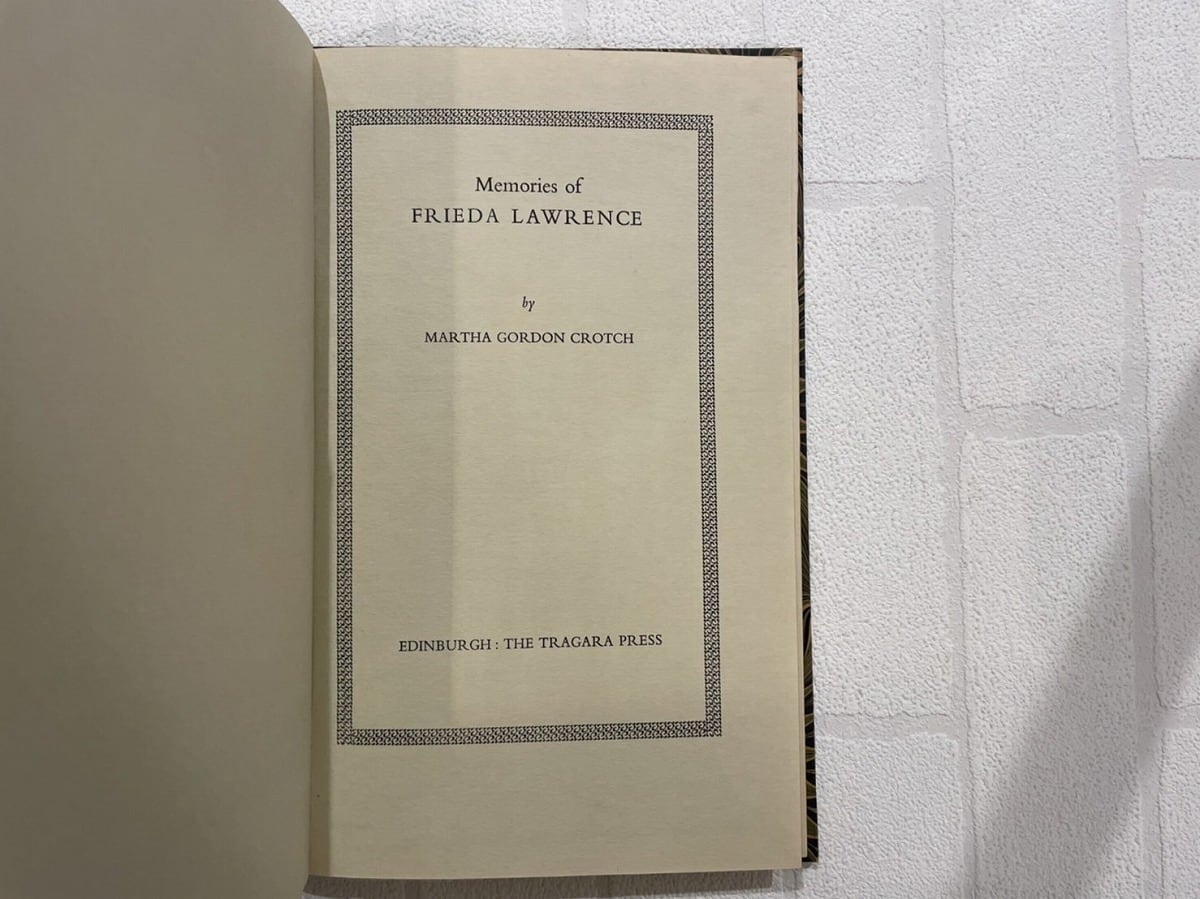 Memories of
FRIEDA LAWRENCE
by
MARTHA GORDON CROTCH
EDINBURGH : THE TRAGARA PRESS